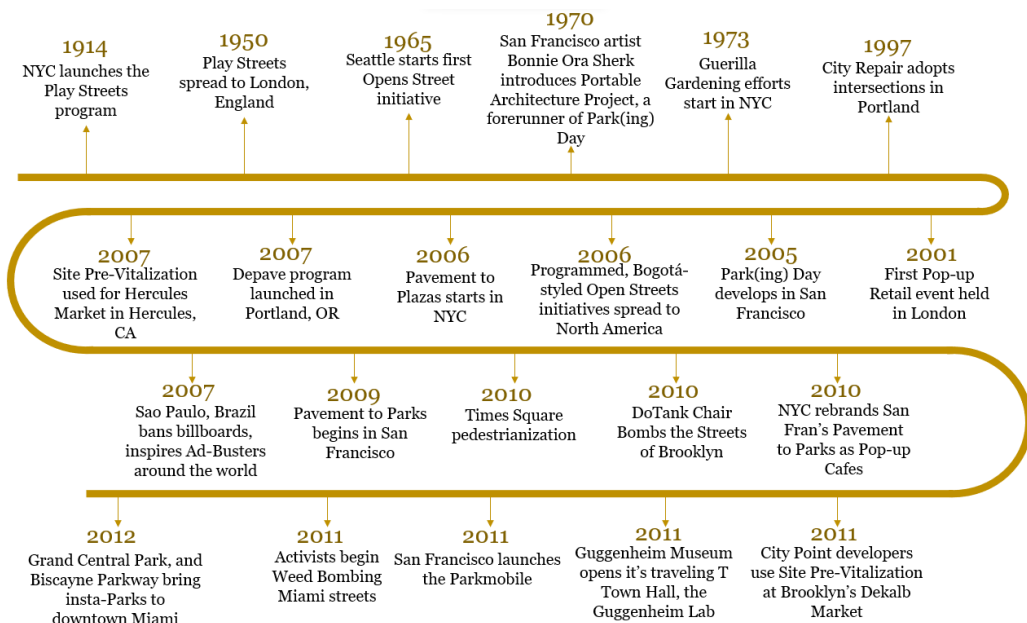 1914
NYC launches the
Play Streets
program
1950
Play Streets
spread to London,
England
1965
Seattle starts first
Opens Street
initiative
1970
San Francisco artist
Bonnie Ora Sherk
introduces Portable
Architecture Project, a
forerunner of Park(ing)
Day
1973
Guerilla
Gardening efforts
start in NYC
1997
City Repair adopts
intersections in
Portland
2007
Site Pre-Vitalization
used for Hercules
Market in Hercules,
CA
2007
Depave program
launched in
Portland, OR
2006
Pavement to
Plazas starts in
NYC
2006
Programmed, Bogotá-
styled Open Streets
initiatives spread to
North America
2005
Park(ing) Day
develops in San
Francisco
2001
First Pop-up
Retail event held
in London
2007
Sao Paulo, Brazil
bans billboards,
inspires Ad-Busters
around the world
2009
Pavement to Parks
begins in San
Francisco
2010
Times Square
pedestrianization
2010
DoTank Chair
Bombs the Streets
of Brooklyn
2010
NYC rebrands San
Fran's Pavement
to Parks as Pop-up
Cafes
2012
Grand Central Park, and
Biscayne Parkway bring
insta-Parks to
downtown Miami
2011
Activists begin
Weed Bombing
Miami streets
2011
San Francisco launches
the Parkmobile
2011
Guggenheim Museum
opens it's traveling T
Town Hall, the
Guggenheim Lab
2011
City Point developers
use Site Pre-Vitalization
at Brooklyn's Dekalb
Market